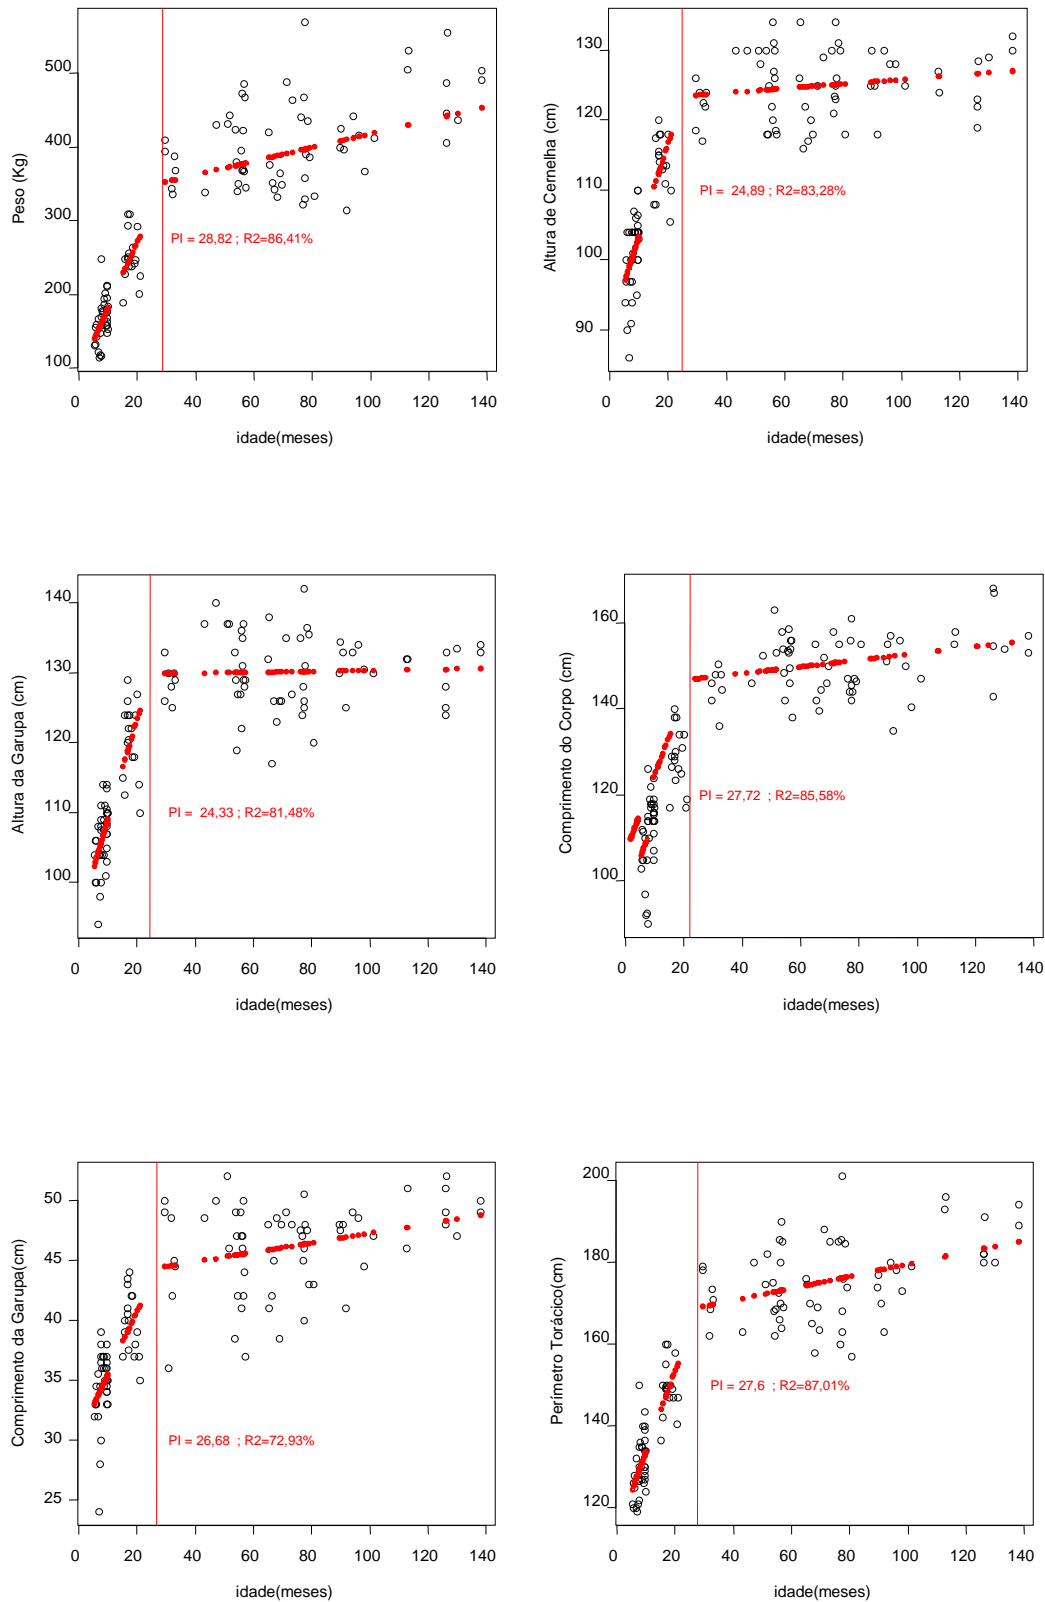 500
400
300
200
100
Peso (Kg)
PI = 28,82 ; R2=86,41%
0 20 40 60 80 100 120 140
idade(meses)
130
120
110
100
90
Altura de Cernelha (cm)
PI = 24,89 ; R2=83,28%
0 20 40 60 80 100 120 140
idade(meses)
140
130
120
110
100
Altura da Garupa (cm)
PI = 24,33 ; R2=81,48%
0 20 40 60 80 100 120 140
idade(meses)
160
140
120
100
Comprimento do Corpo (cm)
PI = 27,72 ; R2=85,58%
0 20 40 60 80 100 120 140
idade(meses)
50
45
40
35
30
25
Comprimento da Garupa(cm)
PI = 26,68 ; R2=72,93%
0 20 40 60 80 100 120 140
idade(meses)
200
180
160
140
120
Perímetro Torácico(cm)
PI = 27,6 ; R2=87,01%
0 20 40 60 80 100 120 140
idade(meses)